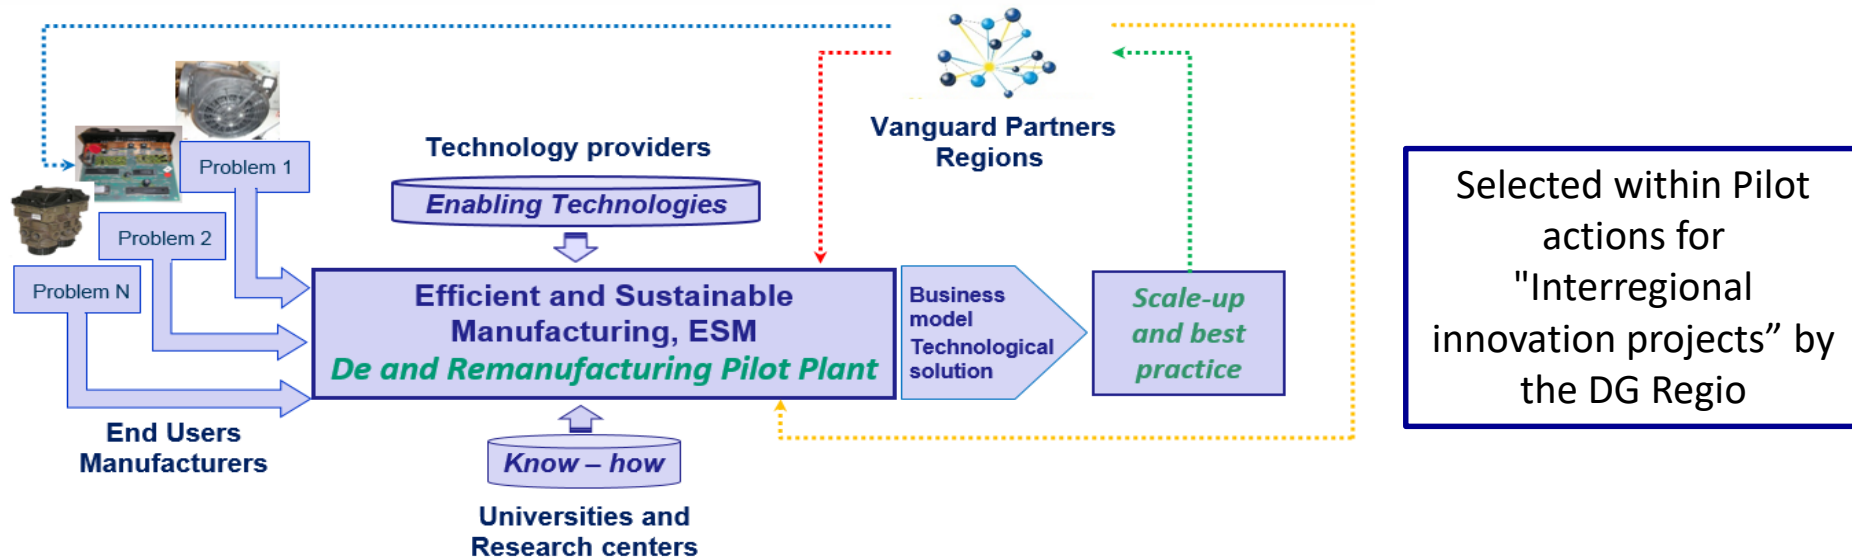 Vanguard Partners
Regions
Technology providers
Enabling Technologies
Problem 1
Problem 2
Problem N
End Users
Manufacturers
Efficient and Sustainable
Manufacturing, ESM
De and Remanufacturing Pilot Plant
Business
model
Technological
solution
Scale-up
and best
practice
Know – how
Universities and
Research centers
Selected within Pilot
actions for
"Interregional
innovation projects” by
the DG Regio